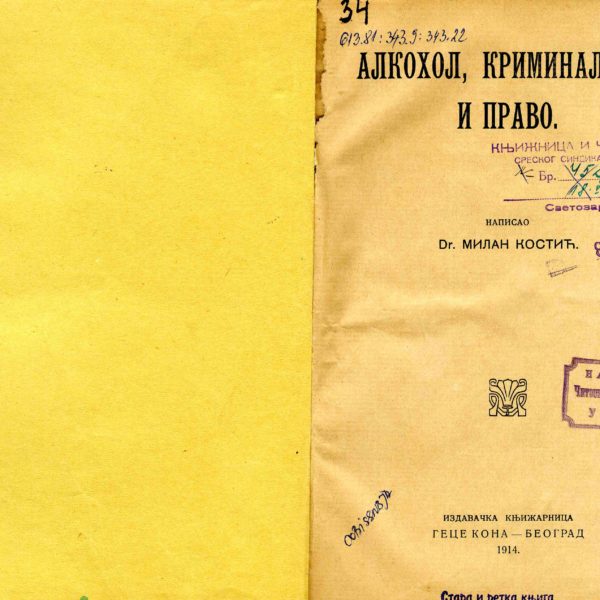 34
613.81:343.9:343.22
АЛКОХОЛ, КРИМИНАЛ
И ПРАВО.
КЊИЖНИЦА И Ч
СРЕСКОГ СИНДИКА
Бр.
Светозар
НАПИСАО
Dr. МИЛАН КОСТИЋ.
НА
У
ИЗДАВАЧКА КЊИЖАРНИЦА
ГЕЦЕ КОНА — БЕОГРАД
1914.
Стара и ретка књига